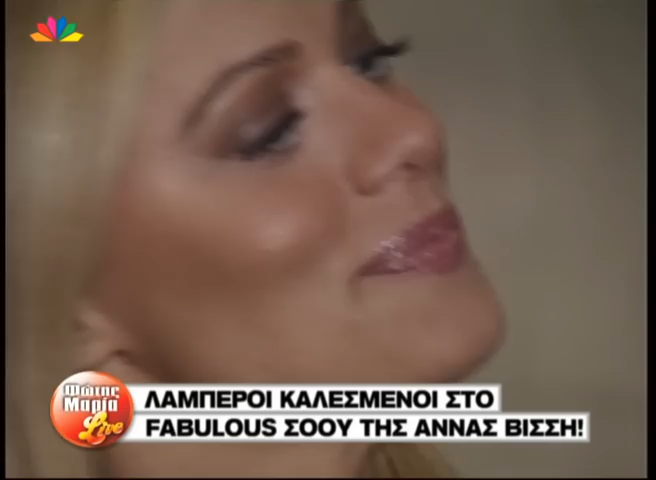 Φώτης
Μαρία
Live
ΛΑΜΠΕΡΟΙ ΚΑΛΕΣΜΕΝΟΙ ΣΤΟ
FABULOUS ΣΟΟΥ ΤΗΣ ΑΝΝΑΣ ΒΙΣΣΗ!